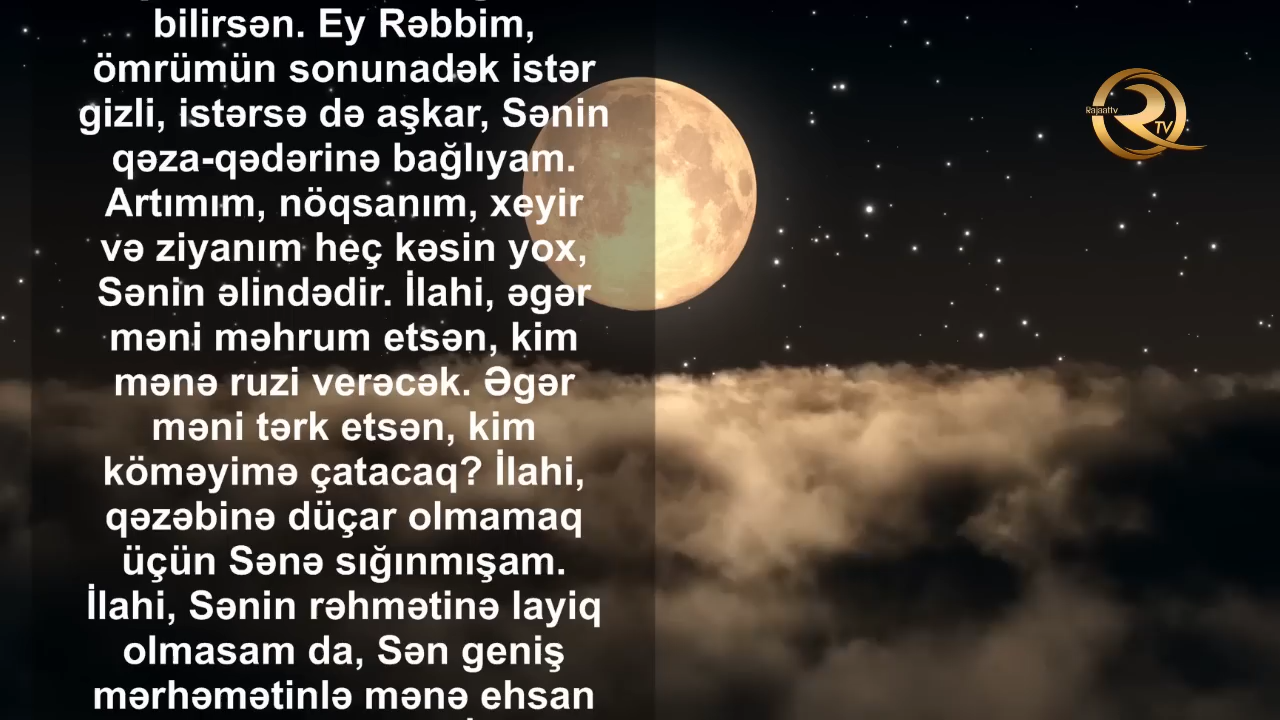 bilirsən. Ey Rəbbim,
ömrümün sonunadək istər
gizli, istərsə də aşkar, Sənin
qəza-qədərinə bağlıyam.
Artımım, nöqsanım, xeyir
və ziyanım heç kəsin yox,
Sənin əlindədir. İlahi, əgər
məni məhrum etsən, kim
mənə ruzi verəcək. Əgər
məni tərk etsən, kim
köməyimə çatacaq? İlahi,
qəzəbinə düçar olmamaq
üçün Sənə sığınmışam.
İlahi, Sənin rəhmətinə layiq
olmasam da, Sən geniş
mərhəmətinlə mənə ehsan
Rajaattv
TV